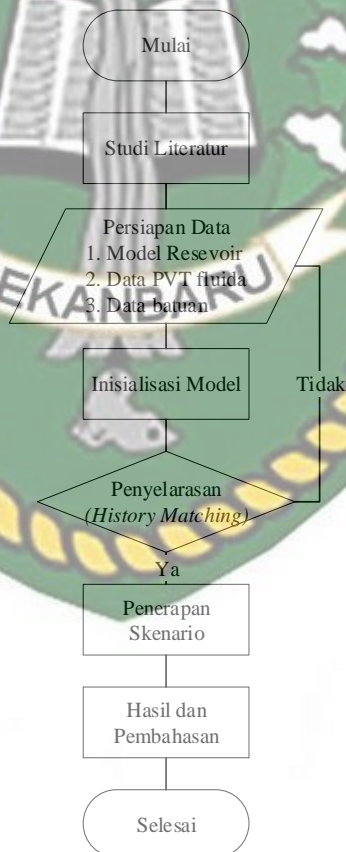 Mulai
Studi Literatur
Persiapan Data
1. Model Resevoir
2. Data PVT fluida
3. Data batuan
EKANBARU
Inisialisasi Model
Tidak
Penyelarasan
(History Matching)
Ya
Penerapan
Skenario
Hasil dan
Pembahasan
Selesai